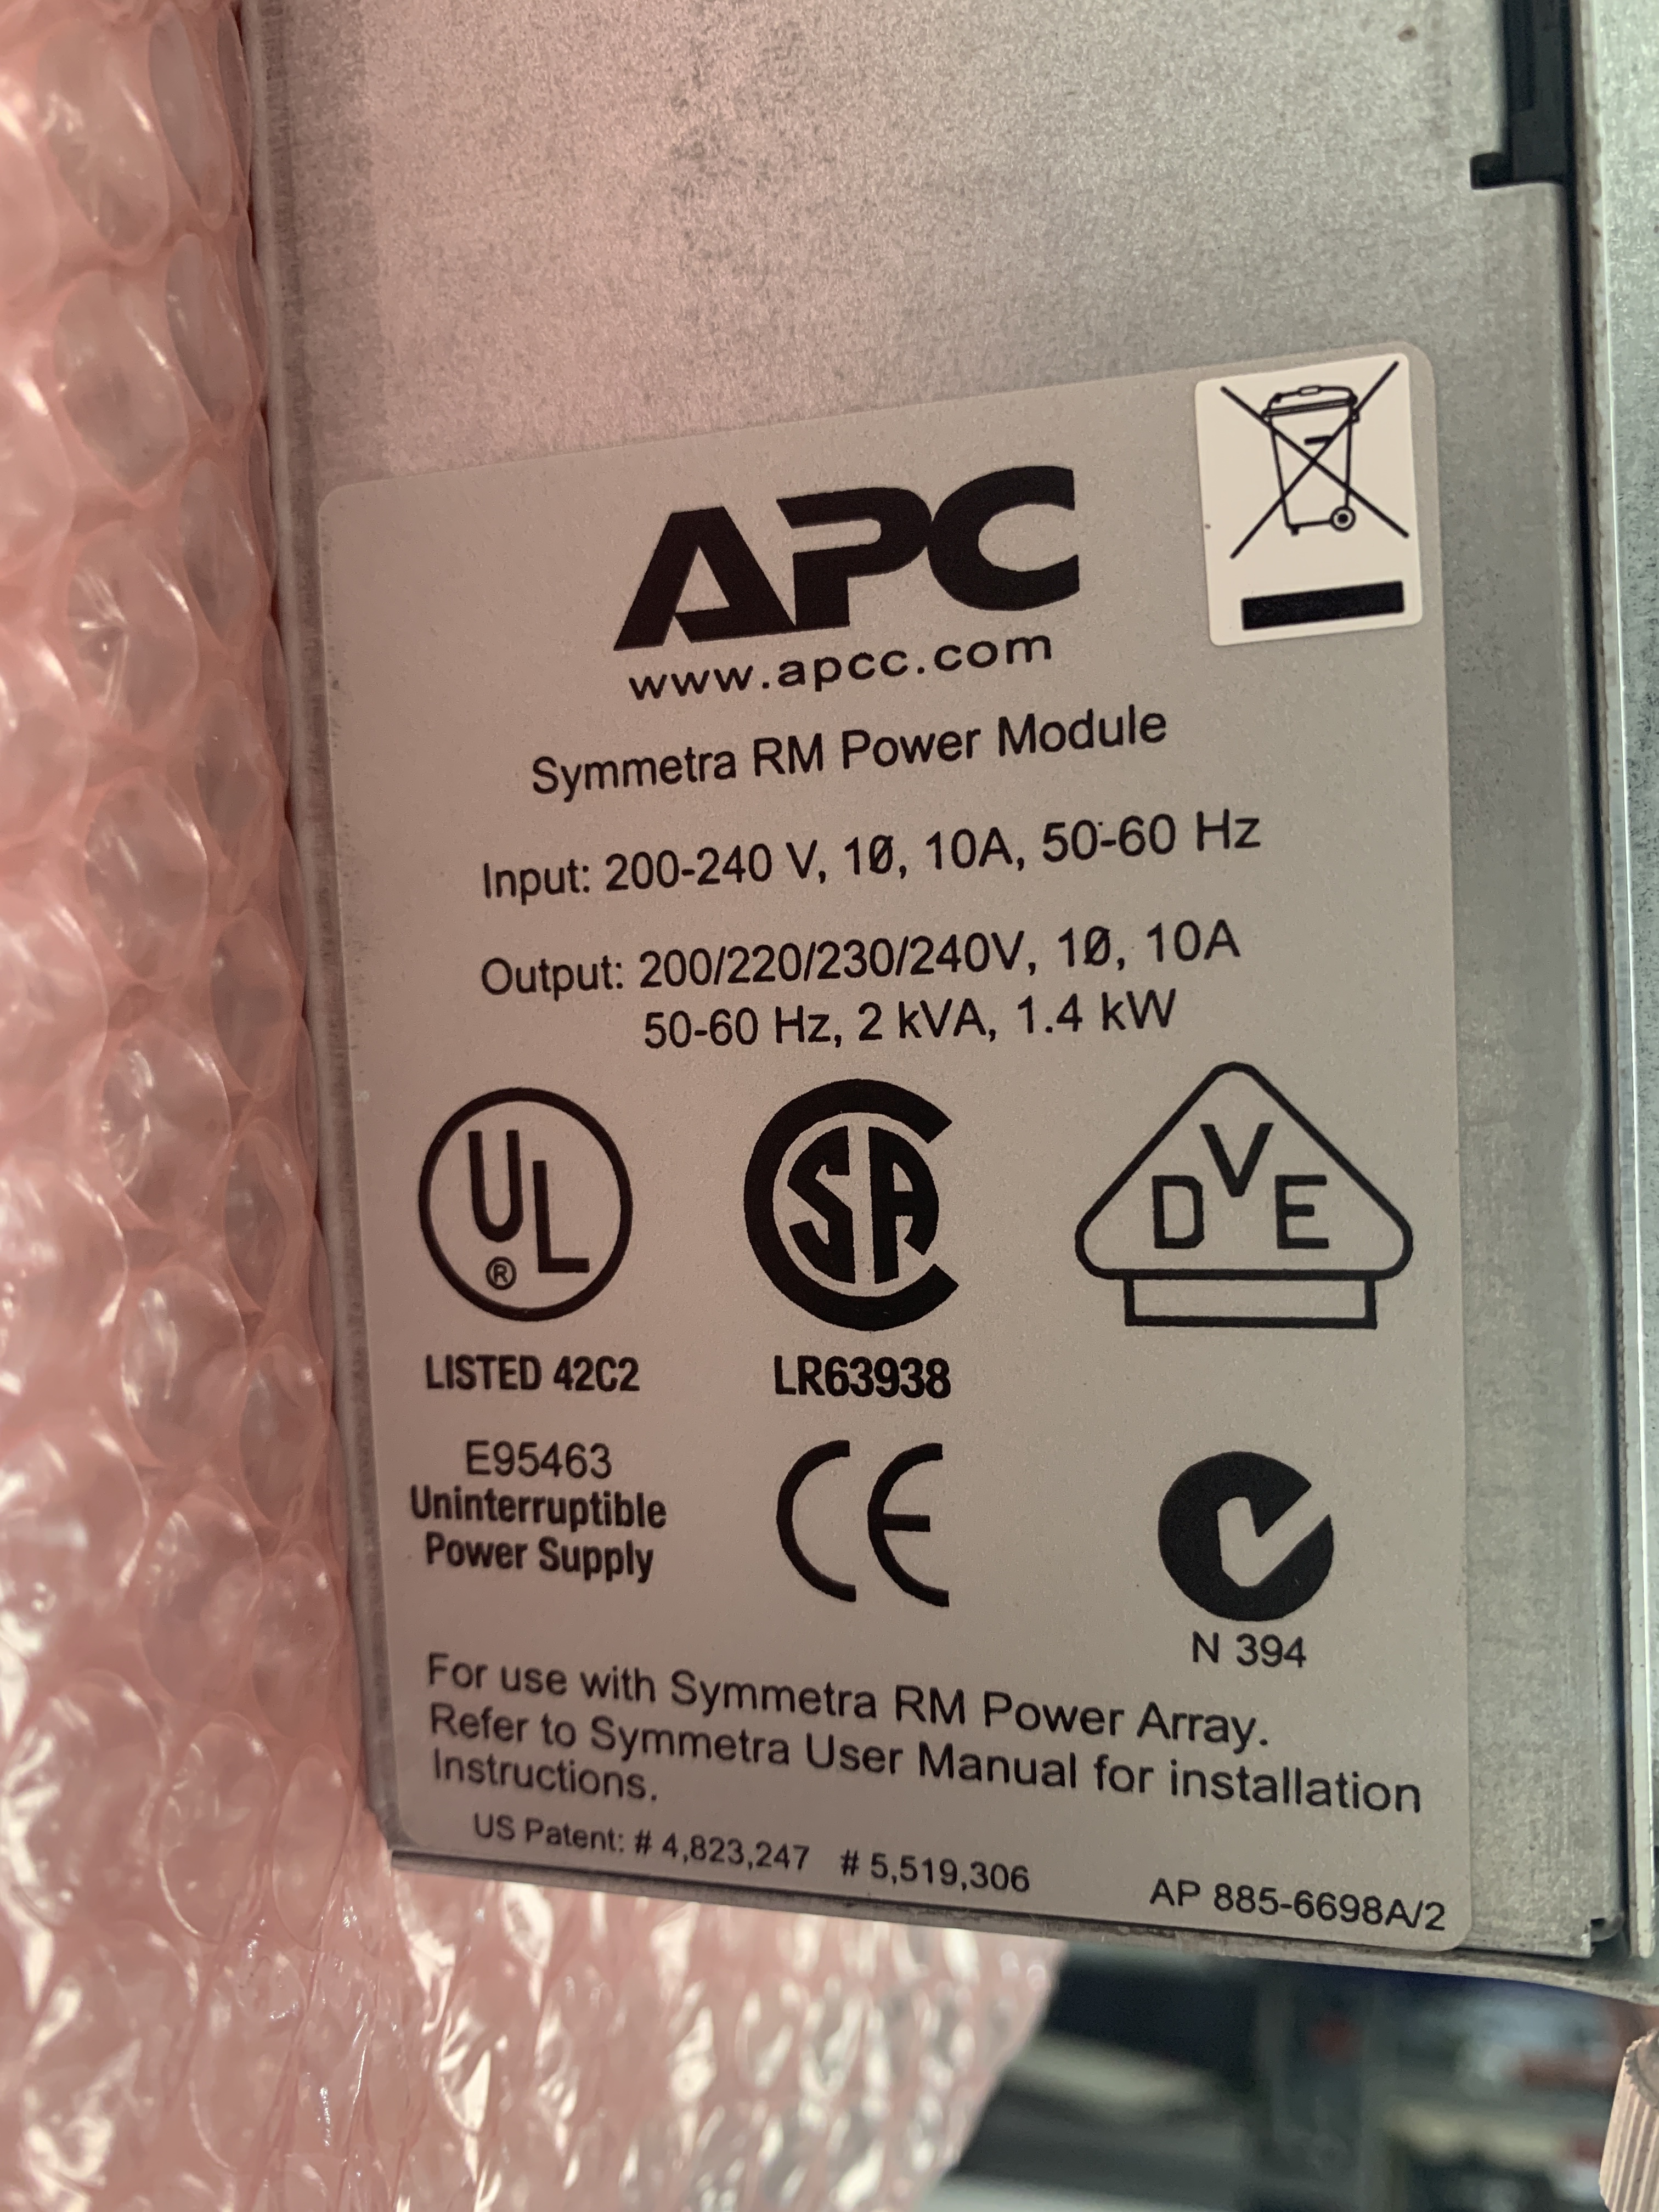 APC
www.apcc.com
Symmetra RM Power Module
Input: 200-240 V, 1Ø, 10A, 50-60 Hz
Output: 200/220/230/240V, 1Ø, 10A
50-60 Hz, 2 kVA, 1.4 kW
UL
®
SA
DVE
LISTED 42C2
LR63938
E95463
Uninterruptible
Power Supply
CE
N 394
For use with Symmetra RM Power Array.
Refer to Symmetra User Manual for installation
Instructions.
US Patent: # 4,823,247 # 5,519,306
AP 885-6698A/2